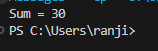 Sum = 30
PS C:\Users\ranji>